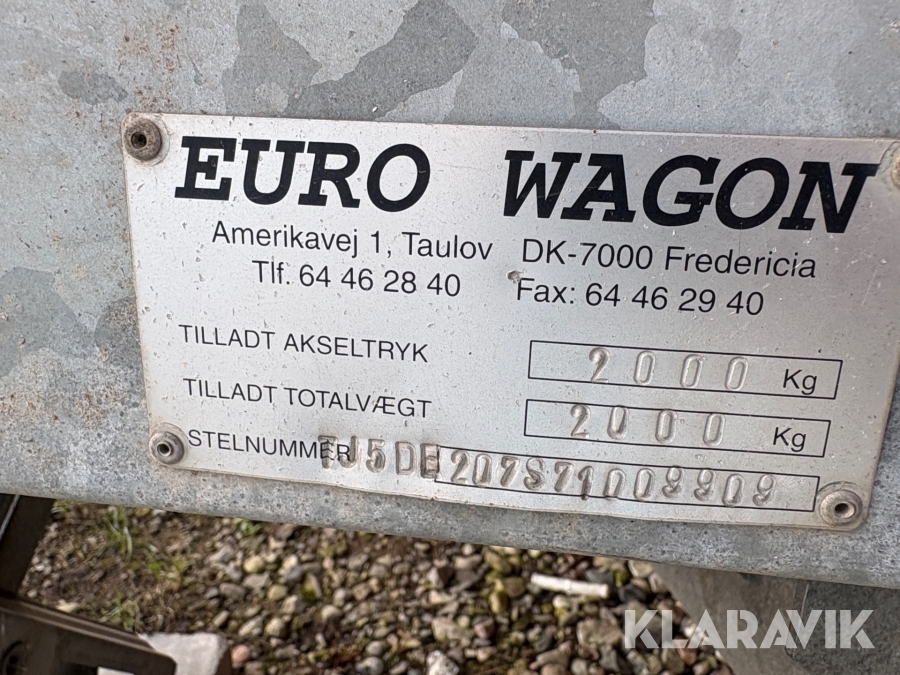 EURO WAGON
Amerikavej 1, Taulov DK-7000 Fredericia
Tlf. 64 46 28 40 Fax: 64 46 29 40
TILLADT AKSELTRYK 2000 Kg
TILLADT TOTALVÆGT 2000 Kg
STELNUMMER
KLARAVIK